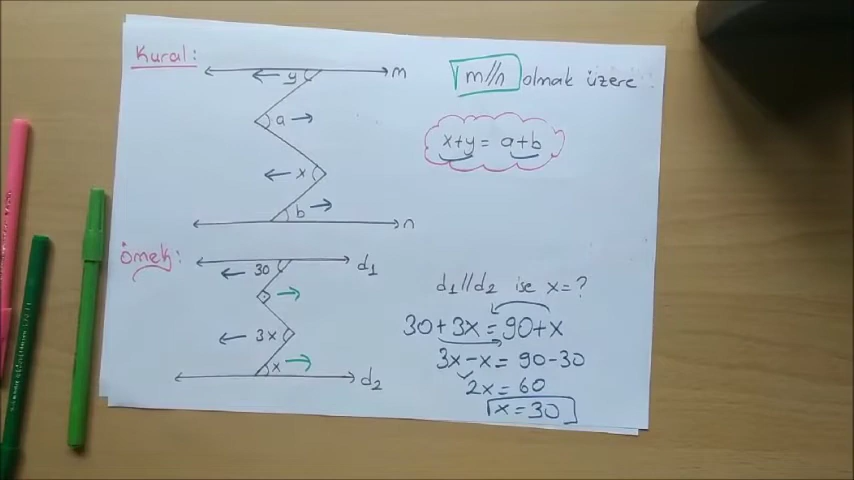 Kural:
y
m
a
x
b
n
m//n olmak üzere
x+y = a+b
örnek:
30
d1
3x
x
d2
d1//d2 ise x=?
30+3x=90+x
3x-x=90-30
2x=60
x=30